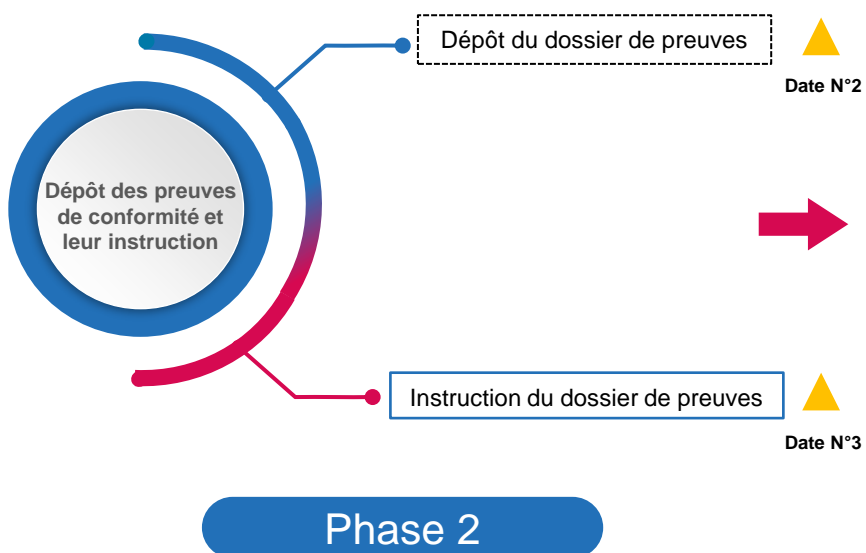 Dépôt du dossier de preuves
Date N°2
Dépôt des preuves
de conformité et
leur instruction
Instruction du dossier de preuves
Date N°3
Phase 2